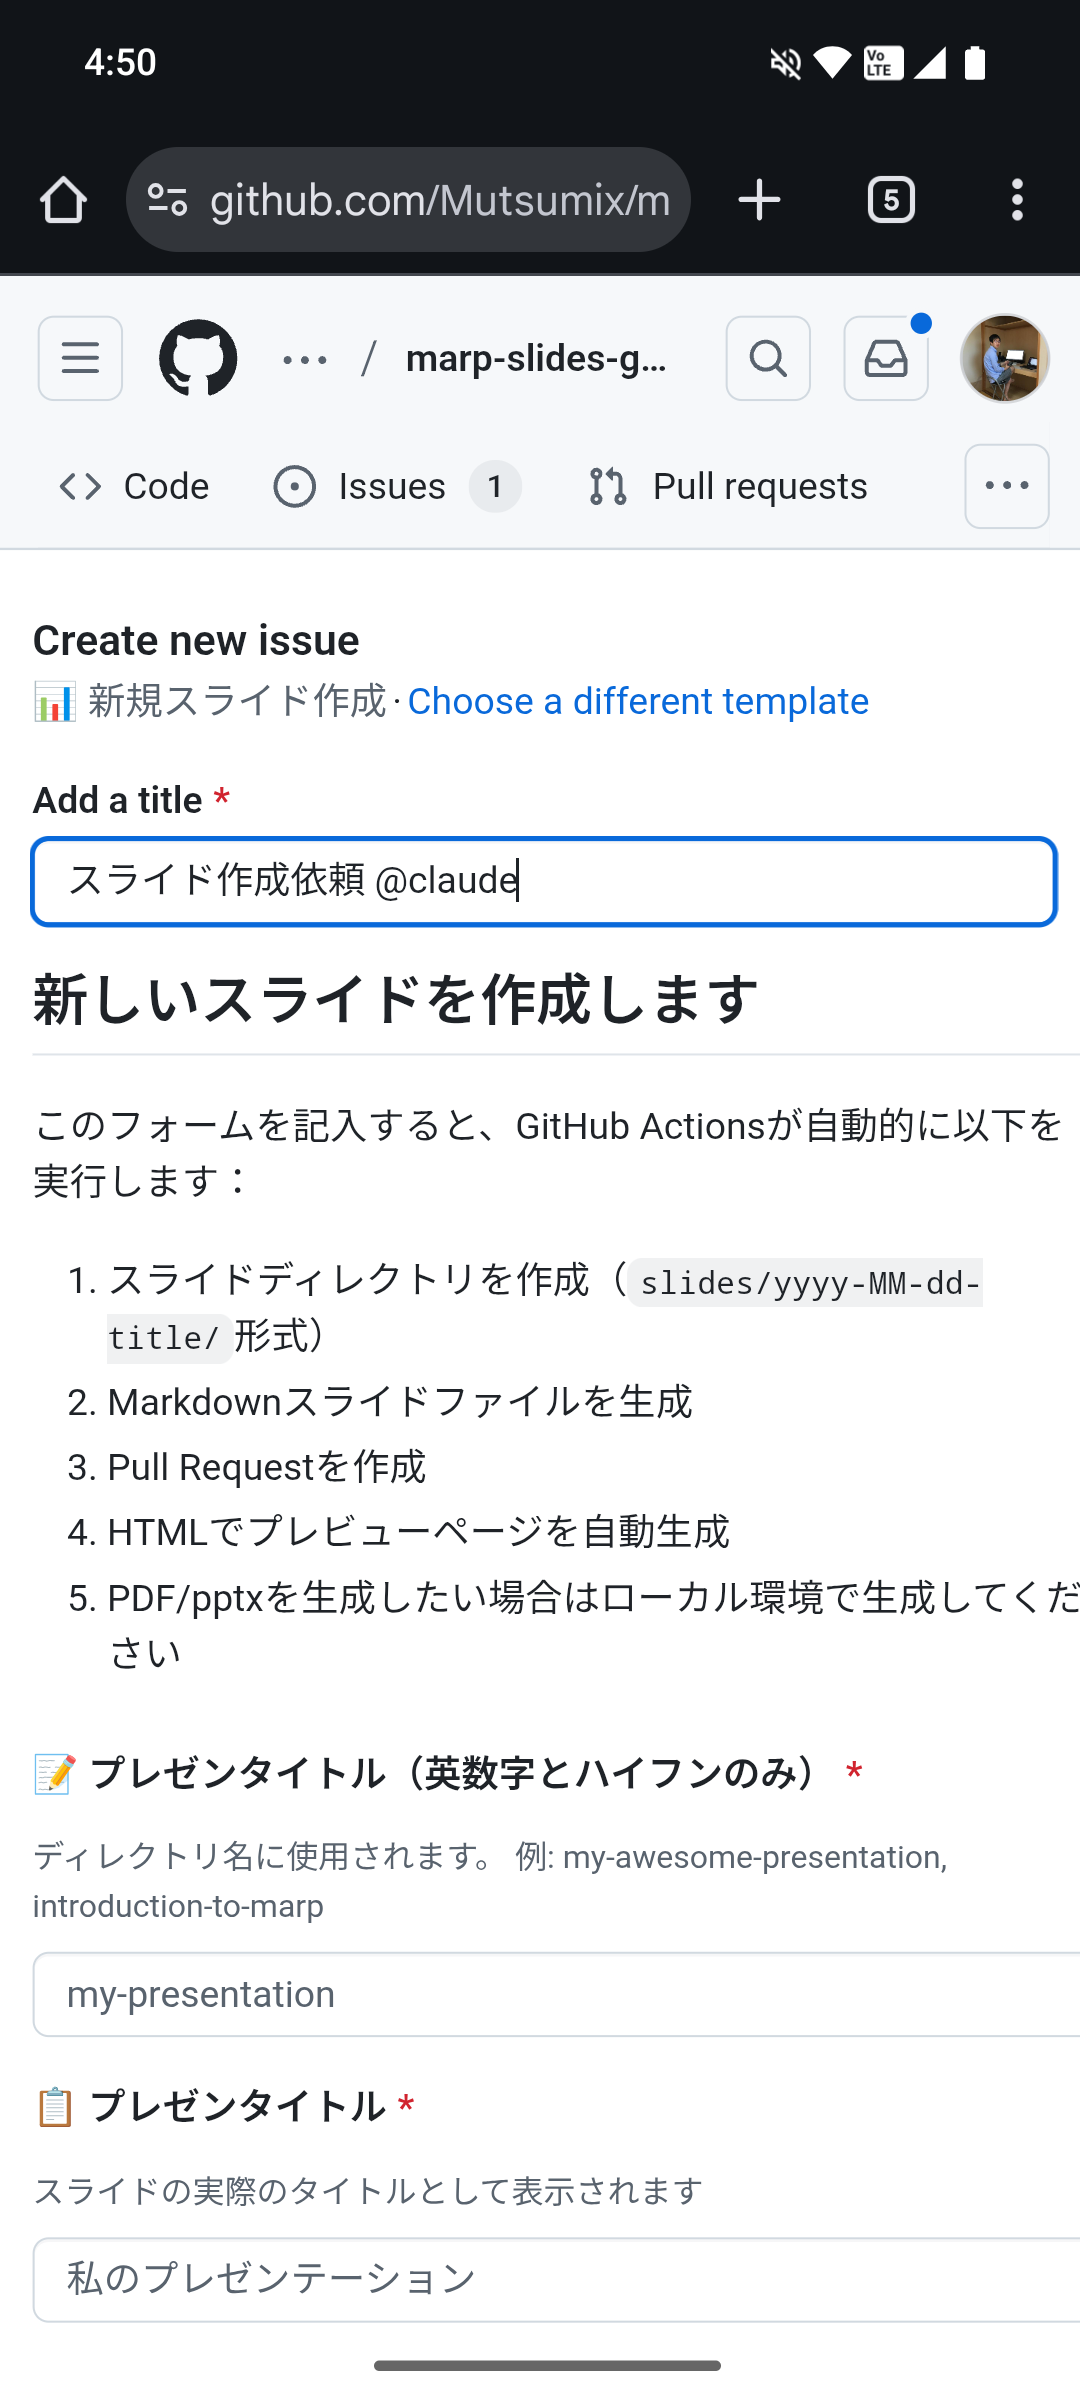 4:50
Vo LTE
github.com/Mutsumix/m
5
/ marp-slides-g...
Code
Issues 1
Pull requests
Create new issue
📊 新規スライド作成 · Choose a different template
Add a title *
スライド作成依頼 @claude
新しいスライドを作成します
このフォームを記入すると、GitHub Actionsが自動的に以下を
実行します：
1. スライドディレクトリを作成（slides/yyyy-MM-dd-
title/形式）
2. Markdownスライドファイルを生成
3. Pull Requestを作成
4. HTMLでプレビューページを自動生成
5. PDF/pptxを生成したい場合はローカル環境で生成してくだ
さい
📝 プレゼンタイトル（英数字とハイフンのみ） *
ディレクトリ名に使用されます。 例: my-awesome-presentation,
introduction-to-marp
my-presentation
📋 プレゼンタイトル *
スライドの実際のタイトルとして表示されます
私のプレゼンテーション